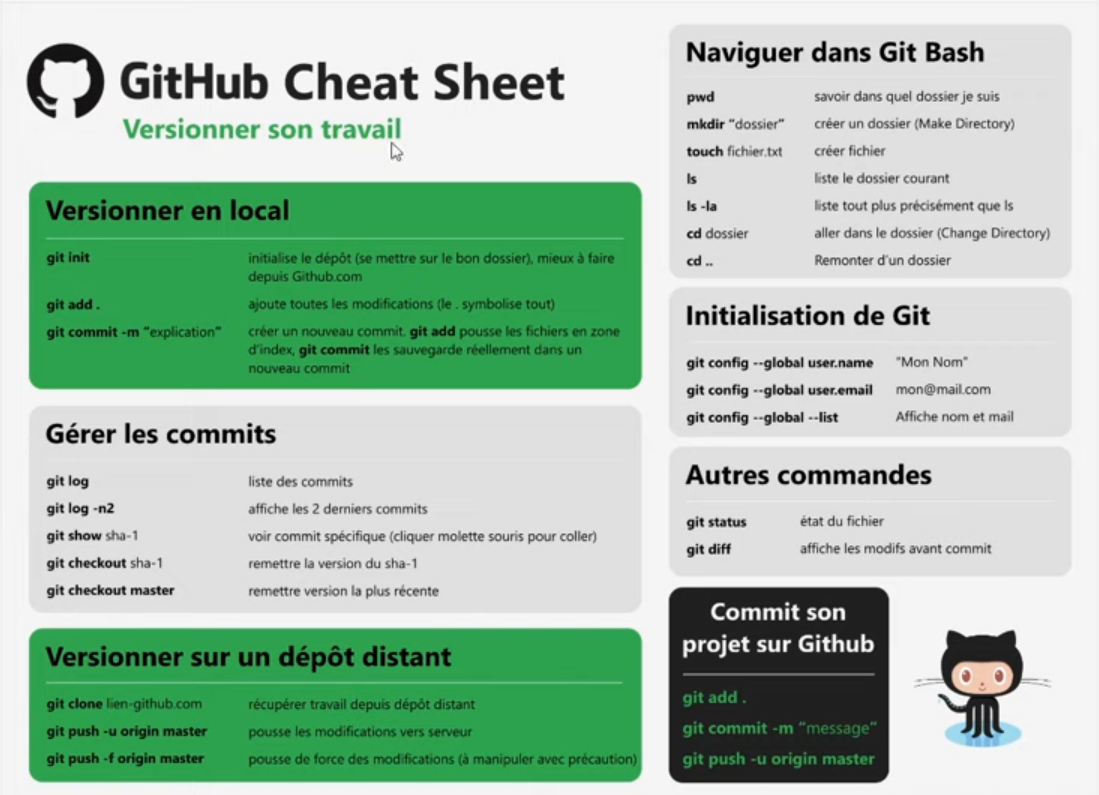 GitHub Cheat Sheet
Versionner son travail
Versionner en local
git init initialise le dépôt (se mettre sur le bon dossier), mieux à faire
depuis Github.com
git add . ajoute toutes les modifications (le . symbolise tout)
git commit -m “explication” créer un nouveau commit. git add pousse les fichiers en zone
d’index, git commit les sauvegarde réellement dans un
nouveau commit
Gérer les commits
git log liste des commits
git log -n2 affiche les 2 derniers commits
git show sha-1 voir commit spécifique (cliquer molette souris pour coller)
git checkout sha-1 remettre la version du sha-1
git checkout master remettre version la plus récente
Versionner sur un dépôt distant
git clone lien-github.com récupérer travail depuis dépôt distant
git push -u origin master pousse les modifications vers serveur
git push -f origin master pousse de force des modifications (à manipuler avec précaution)
Naviguer dans Git Bash
pwd savoir dans quel dossier je suis
mkdir “dossier” créer un dossier (Make Directory)
touch fichier.txt créer fichier
ls liste le dossier courant
ls -la liste tout plus précisément que ls
cd dossier aller dans le dossier (Change Directory)
cd .. Remonter d’un dossier
Initialisation de Git
git config --global user.name “Mon Nom”
git config --global user.email mon@mail.com
git config --global --list Affiche nom et mail
Autres commandes
git status état du fichier
git diff affiche les modifs avant commit
Commit son
projet sur Github
git add .
git commit -m “message”
git push -u origin master